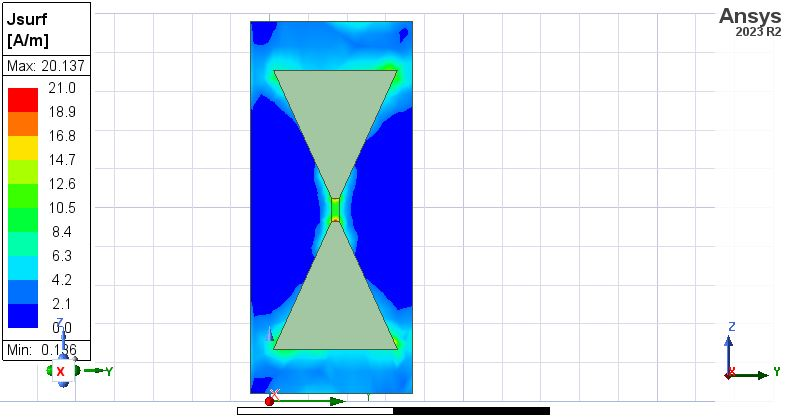 Jsurf
[A/m]
Max: 20.137
21.0
18.9
16.8
14.7
12.6
10.5
8.4
6.3
4.2
2.1
0.0
Min: 0.136
Z
X
Y
Ansys
2023 R2
X
Y
Z
X
Y